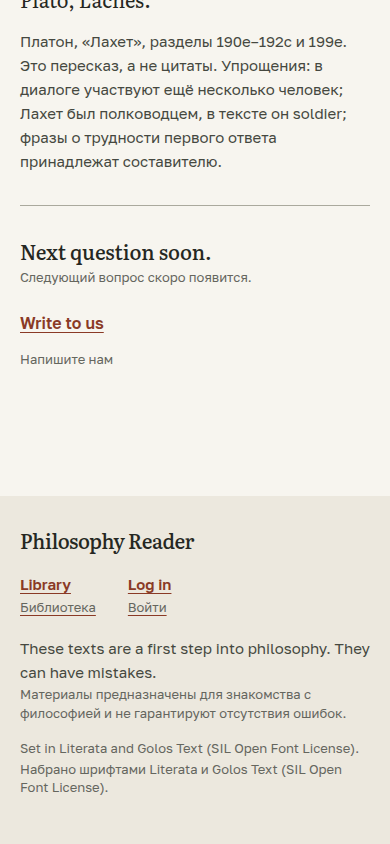 Plato, Laches.
Платон, «Лахет», разделы 190e–192c и 199e.
Это пересказ, а не цитаты. Упрощения: в
диалоге участвуют ещё несколько человек;
Лахет был полководцем, в тексте он soldier;
фразы о трудности первого ответа
принадлежат составителю.
Next question soon.
Следующий вопрос скоро появится.
Write to us
Напишите нам
Philosophy Reader
Library Log in
Библиотека Войти
These texts are a first step into philosophy. They
can have mistakes.
Материалы предназначены для знакомства с
философией и не гарантируют отсутствия ошибок.
Set in Literata and Golos Text (SIL Open Font License).
Набрано шрифтами Literata и Golos Text (SIL Open
Font License).